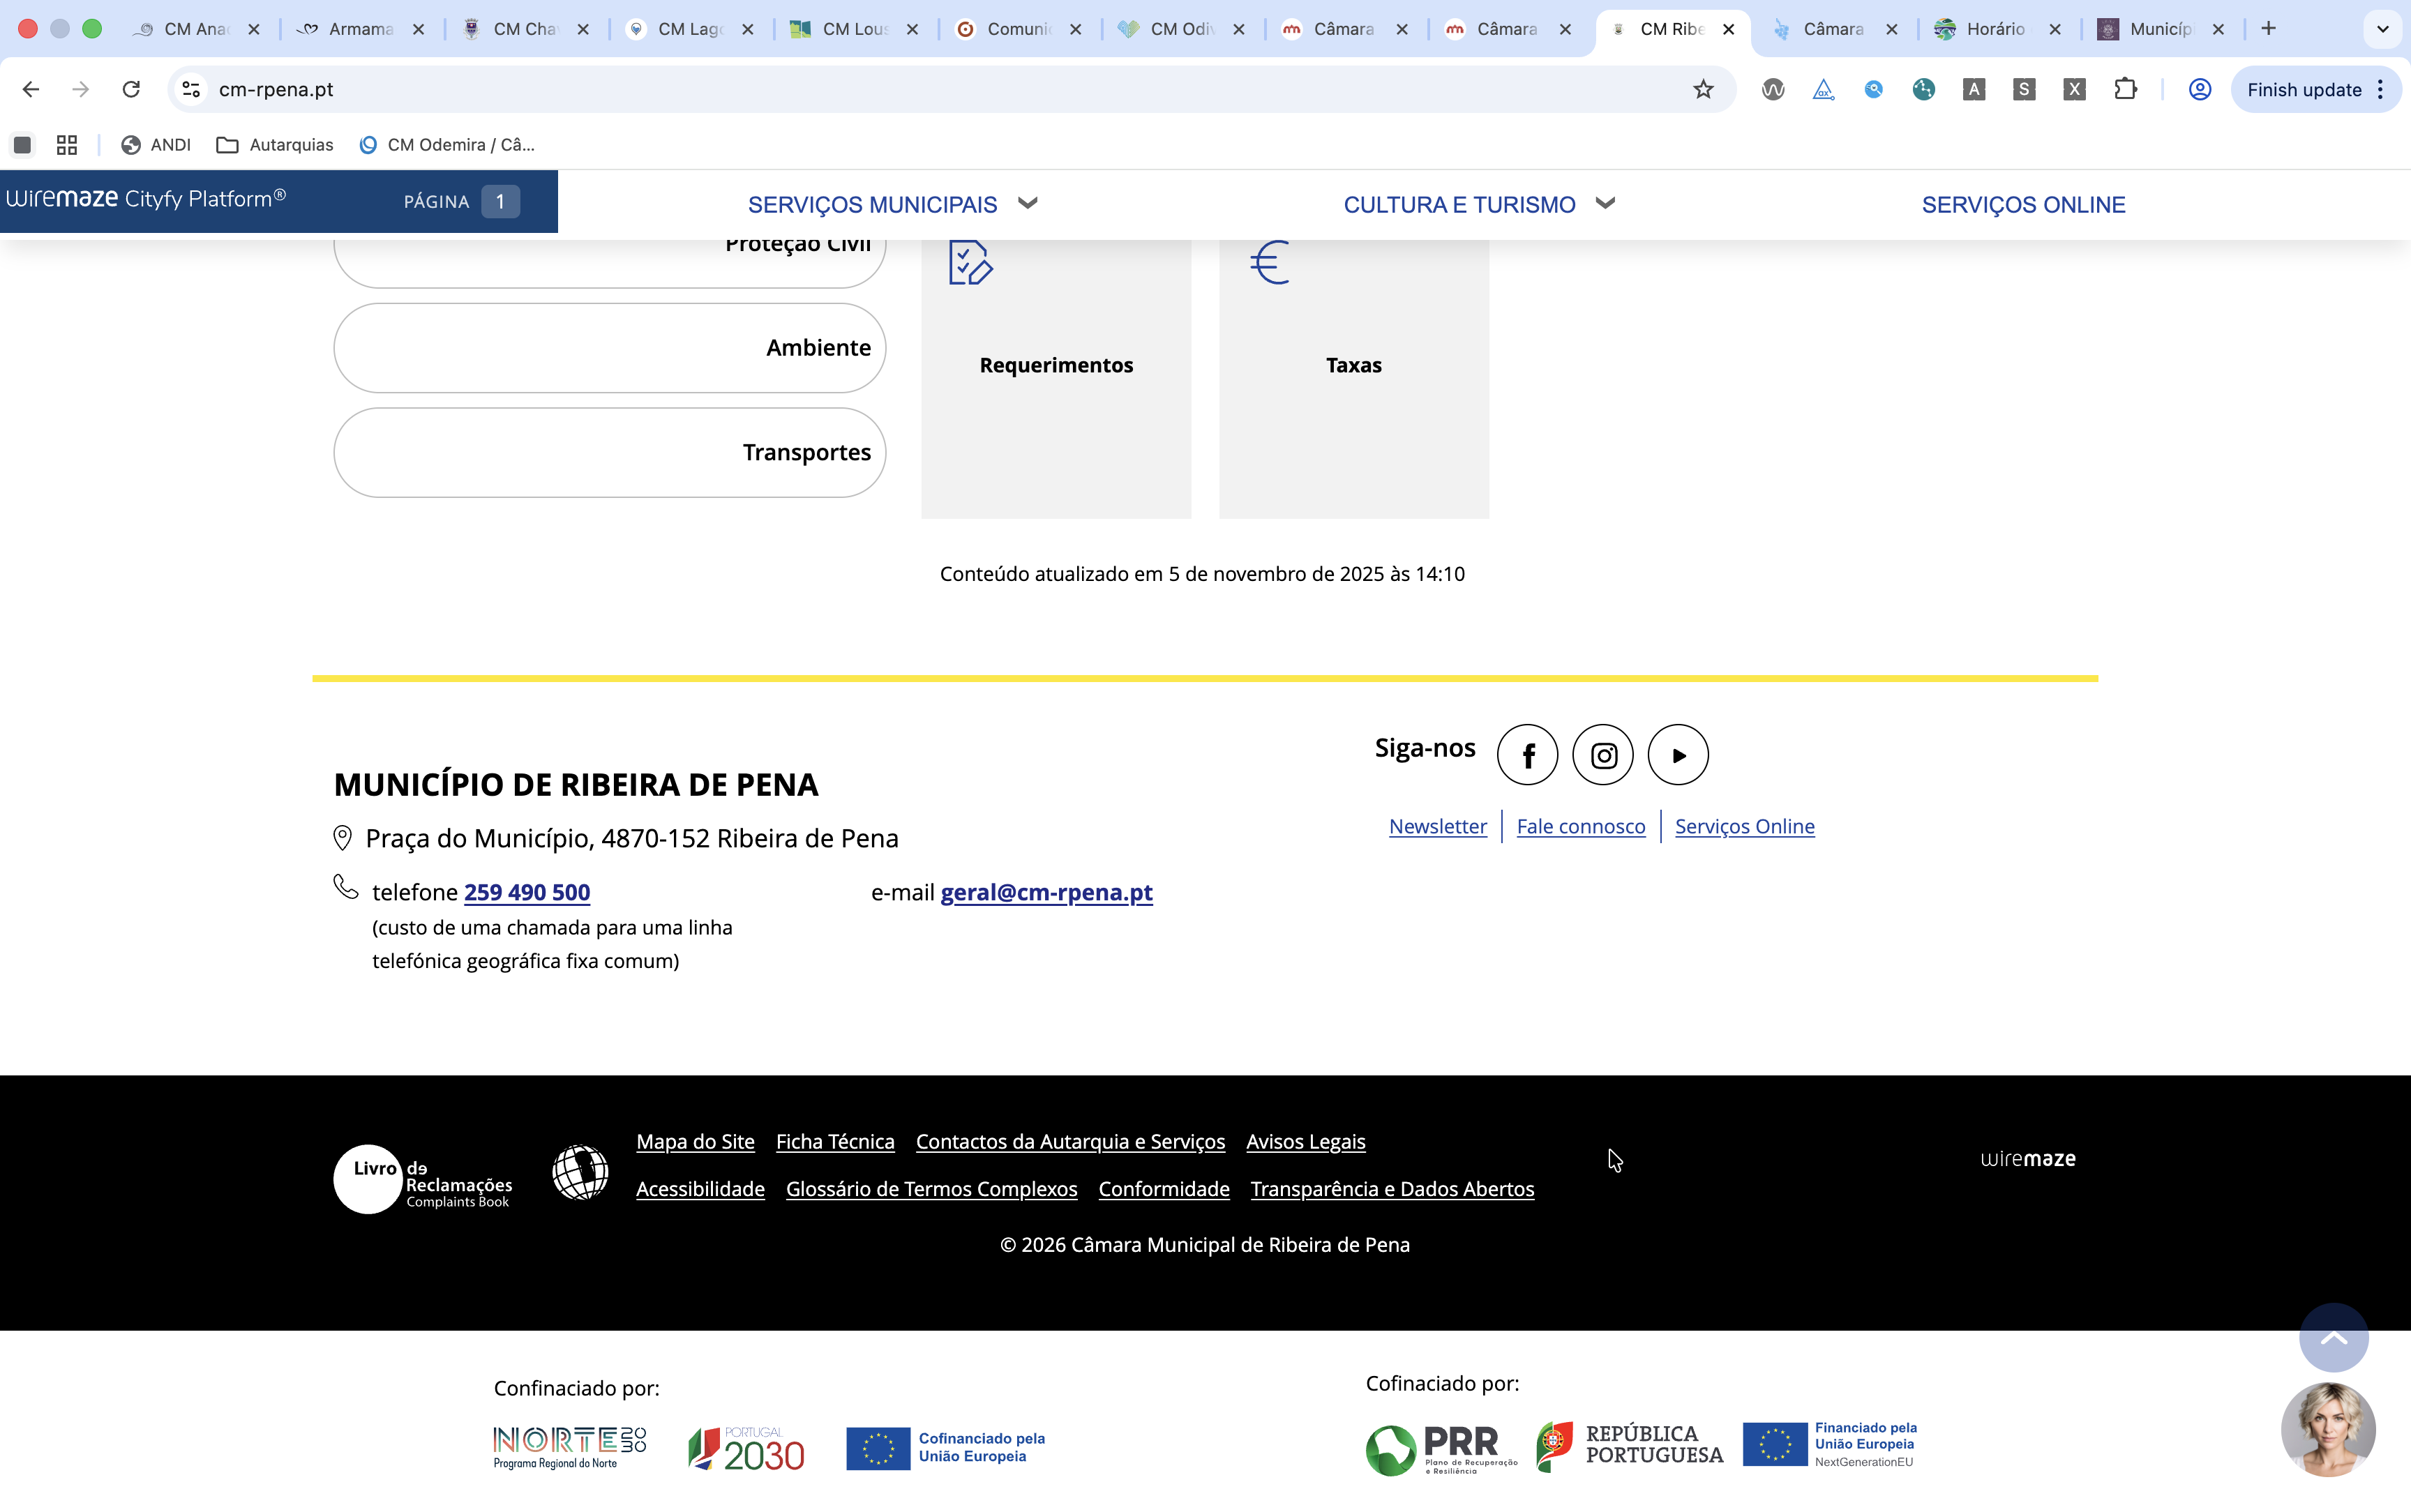 CM Ana
Armama
CM Cha
CM Lago
CM Lous
Comunic
CM Odiv
Câmara
Câmara
CM Ribe
Câmara
Horário
Municíp
cm-rpena.pt
A
S
X
Finish update
ANDI
Autarquias
CM Odemira / Câ...
wiremaze Cityfy Platform®
PÁGINA 1
SERVIÇOS MUNICIPAIS
CULTURA E TURISMO
SERVIÇOS ONLINE
Proteção Civil
Ambiente
Transportes
Requerimentos
Taxas
Conteúdo atualizado em 5 de novembro de 2025 às 14:10
MUNICÍPIO DE RIBEIRA DE PENA
Praça do Município, 4870-152 Ribeira de Pena
telefone 259 490 500
(custo de uma chamada para uma linha
telefónica geográfica fixa comum)
e-mail geral@cm-rpena.pt
Siga-nos
Newsletter
Fale connosco
Serviços Online
Livro de
Reclamações
Complaints Book
Mapa do Site Ficha Técnica Contactos da Autarquia e Serviços Avisos Legais
Acessibilidade Glossário de Termos Complexos Conformidade Transparência e Dados Abertos
wiremaze
© 2026 Câmara Municipal de Ribeira de Pena
Confinaciado por:
NORTE 2030
Programa Regional do Norte
PORTUGAL
2030
Cofinanciado pela
União Europeia
Cofinaciado por:
PRR
Plano de Recuperação
e Resiliência
REPÚBLICA
PORTUGUESA
Financiado pela
União Europeia
NextGenerationEU